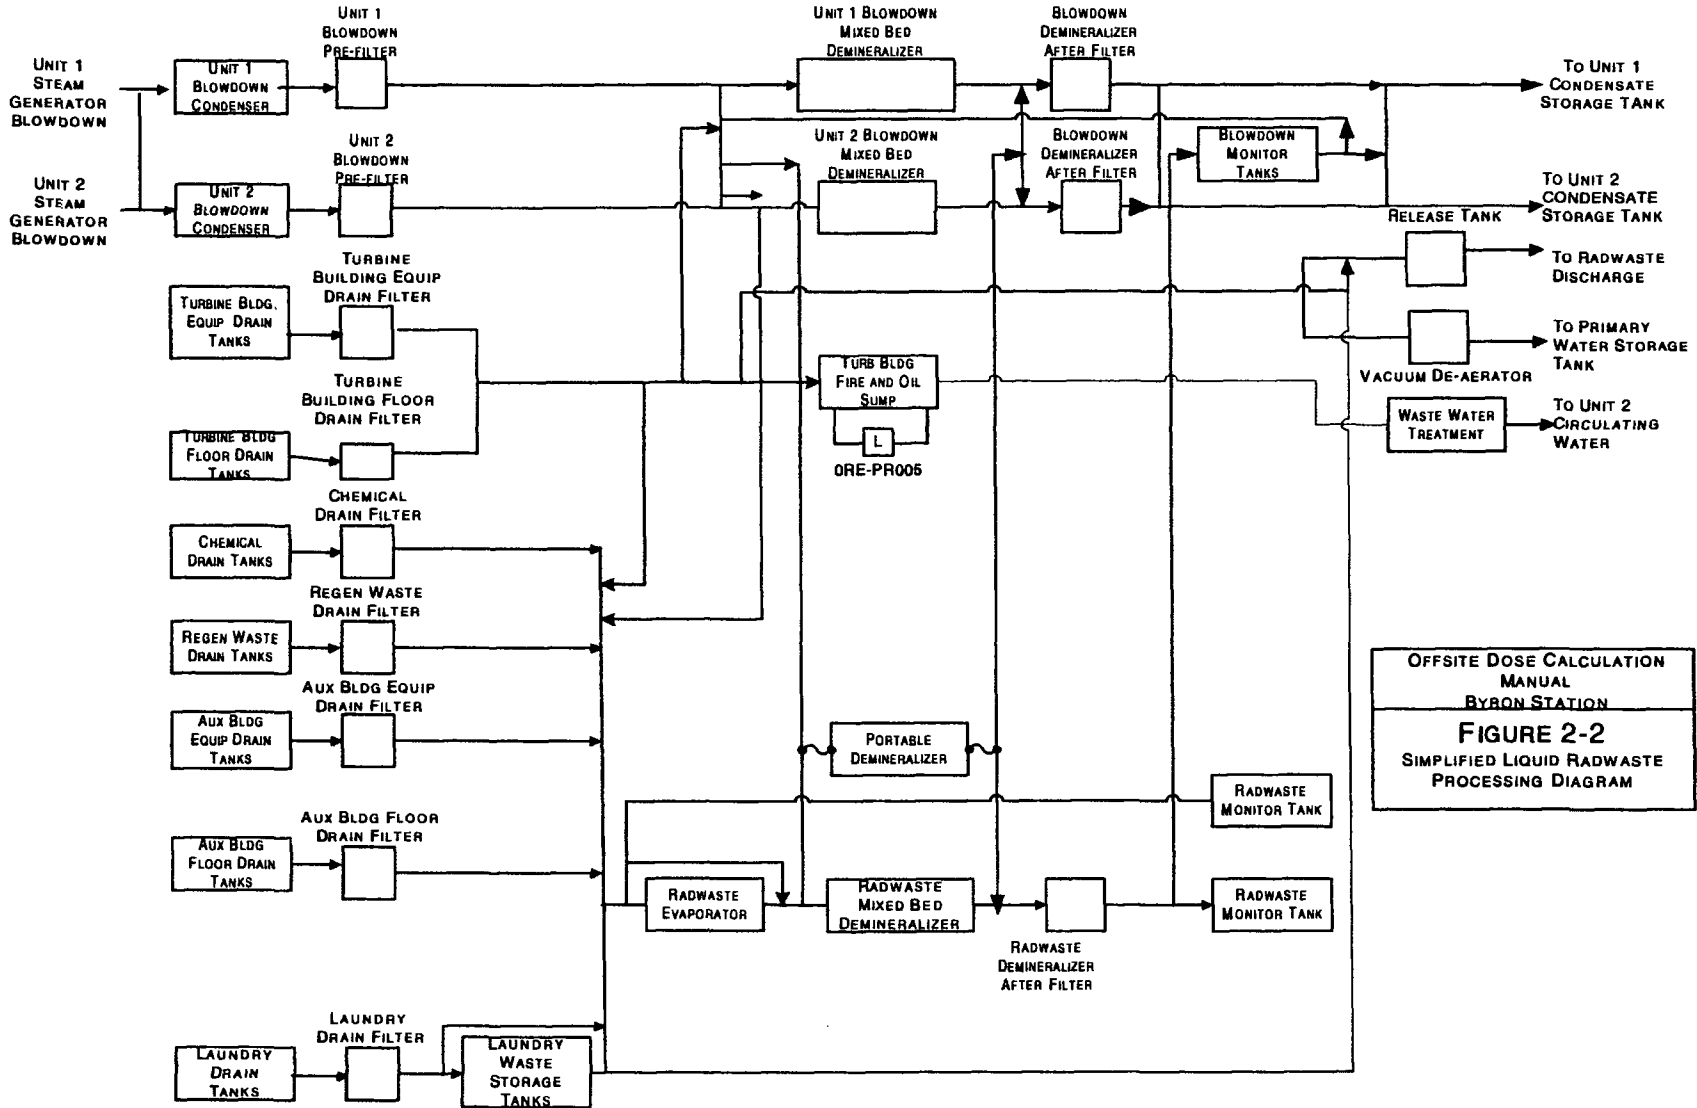 UNIT 1
BLOWDOWN
PRE-FILTER
UNIT 1 BLOWDOWN
MIXED BED
DEMINERALIZER
BLOWDOWN
DEMINERALIZER
AFTER FILTER
UNIT 1
STEAM
GENERATOR
BLOWDOWN
UNIT 1
BLOWDOWN
CONDENSER
TO UNIT 1
CONDENSATE
STORAGE TANK
UNIT 2
BLOWDOWN
PRE-FILTER
UNIT 2 BLOWDOWN
MIXED BED
DEMINERALIZER
BLOWDOWN
DEMINERALIZER
AFTER FILTER
BLOWDOWN
MONITOR
TANKS
UNIT 2
STEAM
GENERATOR
BLOWDOWN
UNIT 2
BLOWDOWN
CONDENSER
TO UNIT 2
CONDENSATE
STORAGE TANK
RELEASE TANK
TO RADWASTE
DISCHARGE
TURBINE
BUILDING EQUIP
DRAIN FILTER
TURBINE BLDG.
EQUIP DRAIN
TANKS
TO PRIMARY
WATER STORAGE
TANK
VACUUM DE-AERATOR
TURBINE
BUILDING FLOOR
DRAIN FILTER
TURB BLDG
FIRE AND OIL
SUMP
L
0RE-PR005
WASTE WATER
TREATMENT
TO UNIT 2
CIRCULATING
WATER
TURBINE BLDG
FLOOR DRAIN
TANKS
CHEMICAL
DRAIN FILTER
CHEMICAL
DRAIN TANKS
REGEN WASTE
DRAIN FILTER
REGEN WASTE
DRAIN TANKS
AUX BLDG EQUIP
DRAIN FILTER
AUX BLDG
EQUIP DRAIN
TANKS
PORTABLE
DEMINERALIZER
OFFSITE DOSE CALCULATION
MANUAL
BYRON STATION
FIGURE 2-2
SIMPLIFIED LIQUID RADWASTE
PROCESSING DIAGRAM
RADWASTE
MONITOR TANK
AUX BLDG FLOOR
DRAIN FILTER
AUX BLDG
FLOOR DRAIN
TANKS
RADWASTE
EVAPORATOR
RADWASTE
MIXED BED
DEMINERALIZER
RADWASTE
MONITOR TANK
RADWASTE
DEMINERALIZER
AFTER FILTER
LAUNDRY
DRAIN FILTER
LAUNDRY
DRAIN
TANKS
LAUNDRY
WASTE
STORAGE
TANKS